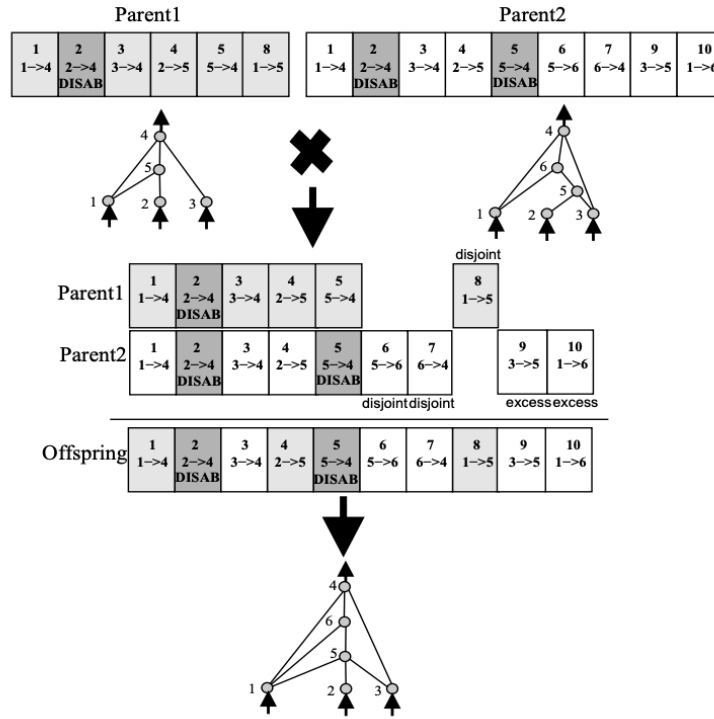 Parent1
Parent2
1 2 3 4 5 8
1->4 2->4 3->4 2->5 5->4 1->5
DISAB
1 2 3 4 5 6 7 9 10
1->4 2->4 3->4 2->5 5->4 5->6 6->4 3->5 1->6
DISAB DISAB
4
5
1 2 3
4
6
5
1 2 3
disjoint
Parent1
1 2 3 4 5 8
1->4 2->4 3->4 2->5 5->4 1->5
DISAB
Parent2
1 2 3 4 5 6 7 9 10
1->4 2->4 3->4 2->5 5->4 5->6 6->4 3->5 1->6
DISAB DISAB
disjoint disjoint excess excess
Offspring
1 2 3 4 5 6 7 8 9 10
1->4 2->4 3->4 2->5 5->4 5->6 6->4 1->5 3->5 1->6
DISAB DISAB
4
6
5
1 2 3